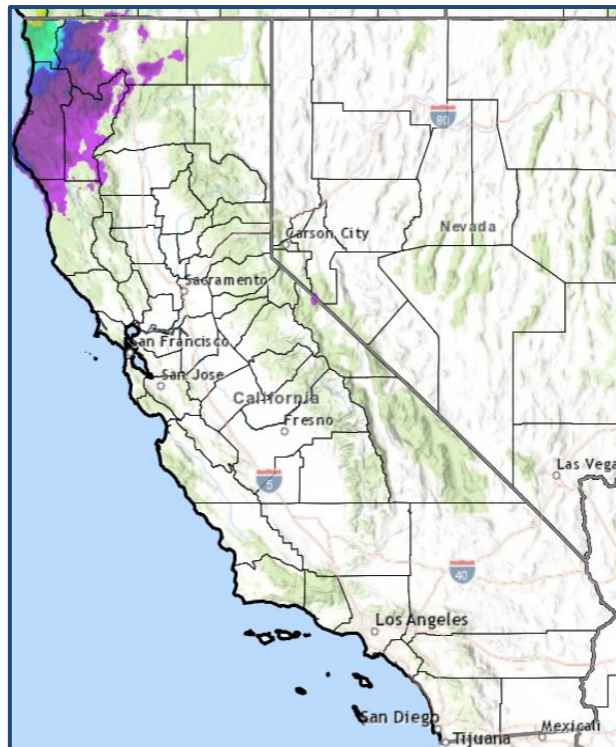 80
Carson City
Nevada
Sacramento
San Francisco
San Jose
California
Fresno
5
Las Vega
40
Los Angeles
San Diego
Tijuana
Mexicali